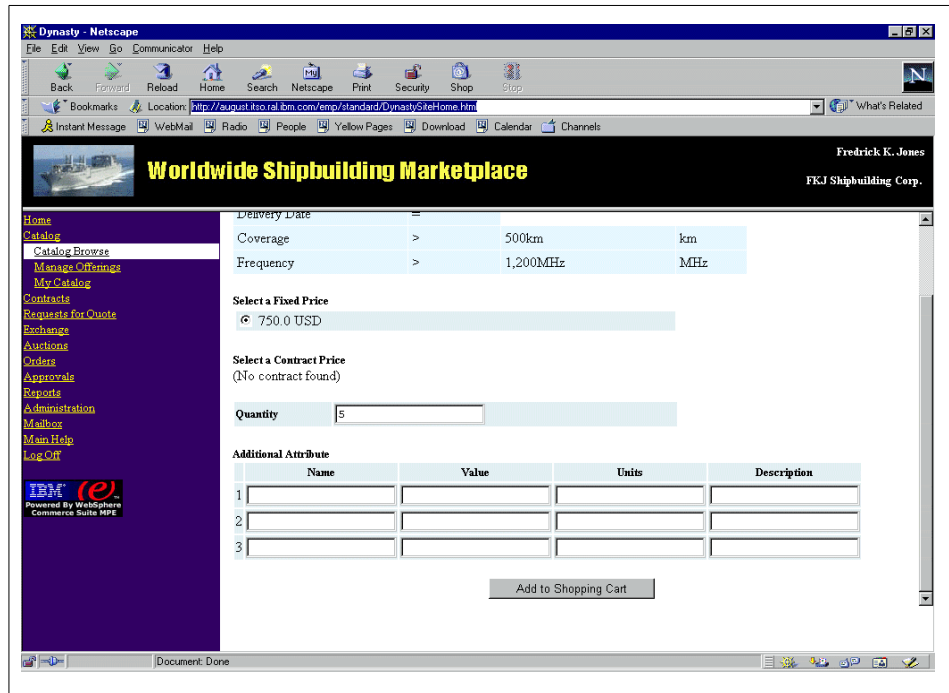 Dynasty - Netscape
File Edit View Go Communicator Help
Back Forward Reload Home Search Netscape Print Security Shop Stop
My
N
Bookmarks Location: http://august.itso.ral.ibm.com/emp/standard/DynastySiteHome.htm What's Related
Instant Message WebMail Radio People Yellow Pages Download Calendar Channels
Worldwide Shipbuilding Marketplace
Fredrick K. Jones
FKJ Shipbuilding Corp.
Home
Catalog
Catalog Browse
Manage Offerings
My Catalog
Contracts
Requests for Quote
Exchange
Auctions
Orders
Approvals
Reports
Administration
Mailbox
Main Help
Log Off
IBM e TM
Powered By WebSphere
Commerce Suite MPE
Delivery Date =
Coverage > 500km km
Frequency > 1,200MHz MHz
Select a Fixed Price
750.0 USD
Select a Contract Price
(No contract found)
Quantity 5
Additional Attribute
Name Value Units Description
1
2
3
Add to Shopping Cart
Document: Done